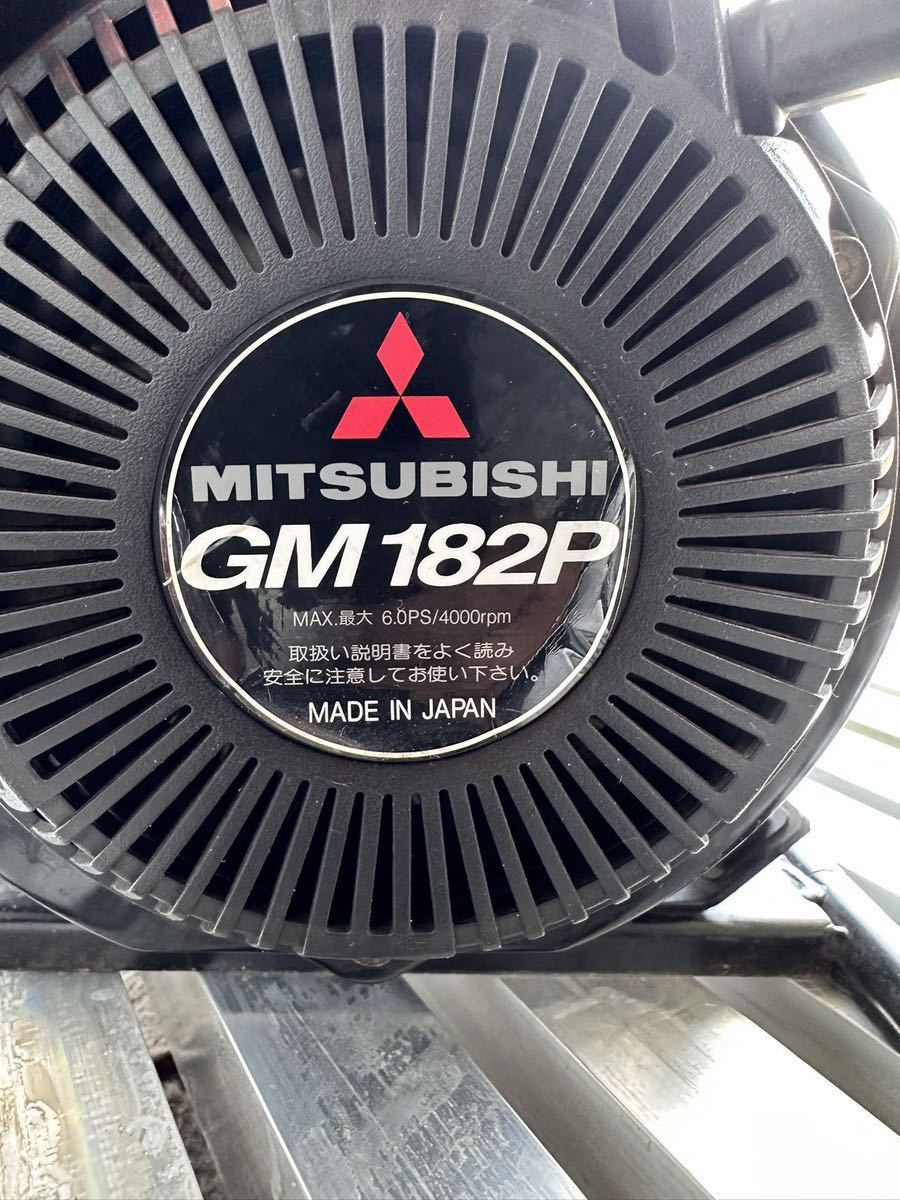 MITSUBISHI
GM 182P
MAX.最大 6.0PS/4000rpm
取扱い説明書をよく読み
安全に注意してお使い下さい。
MADE IN JAPAN